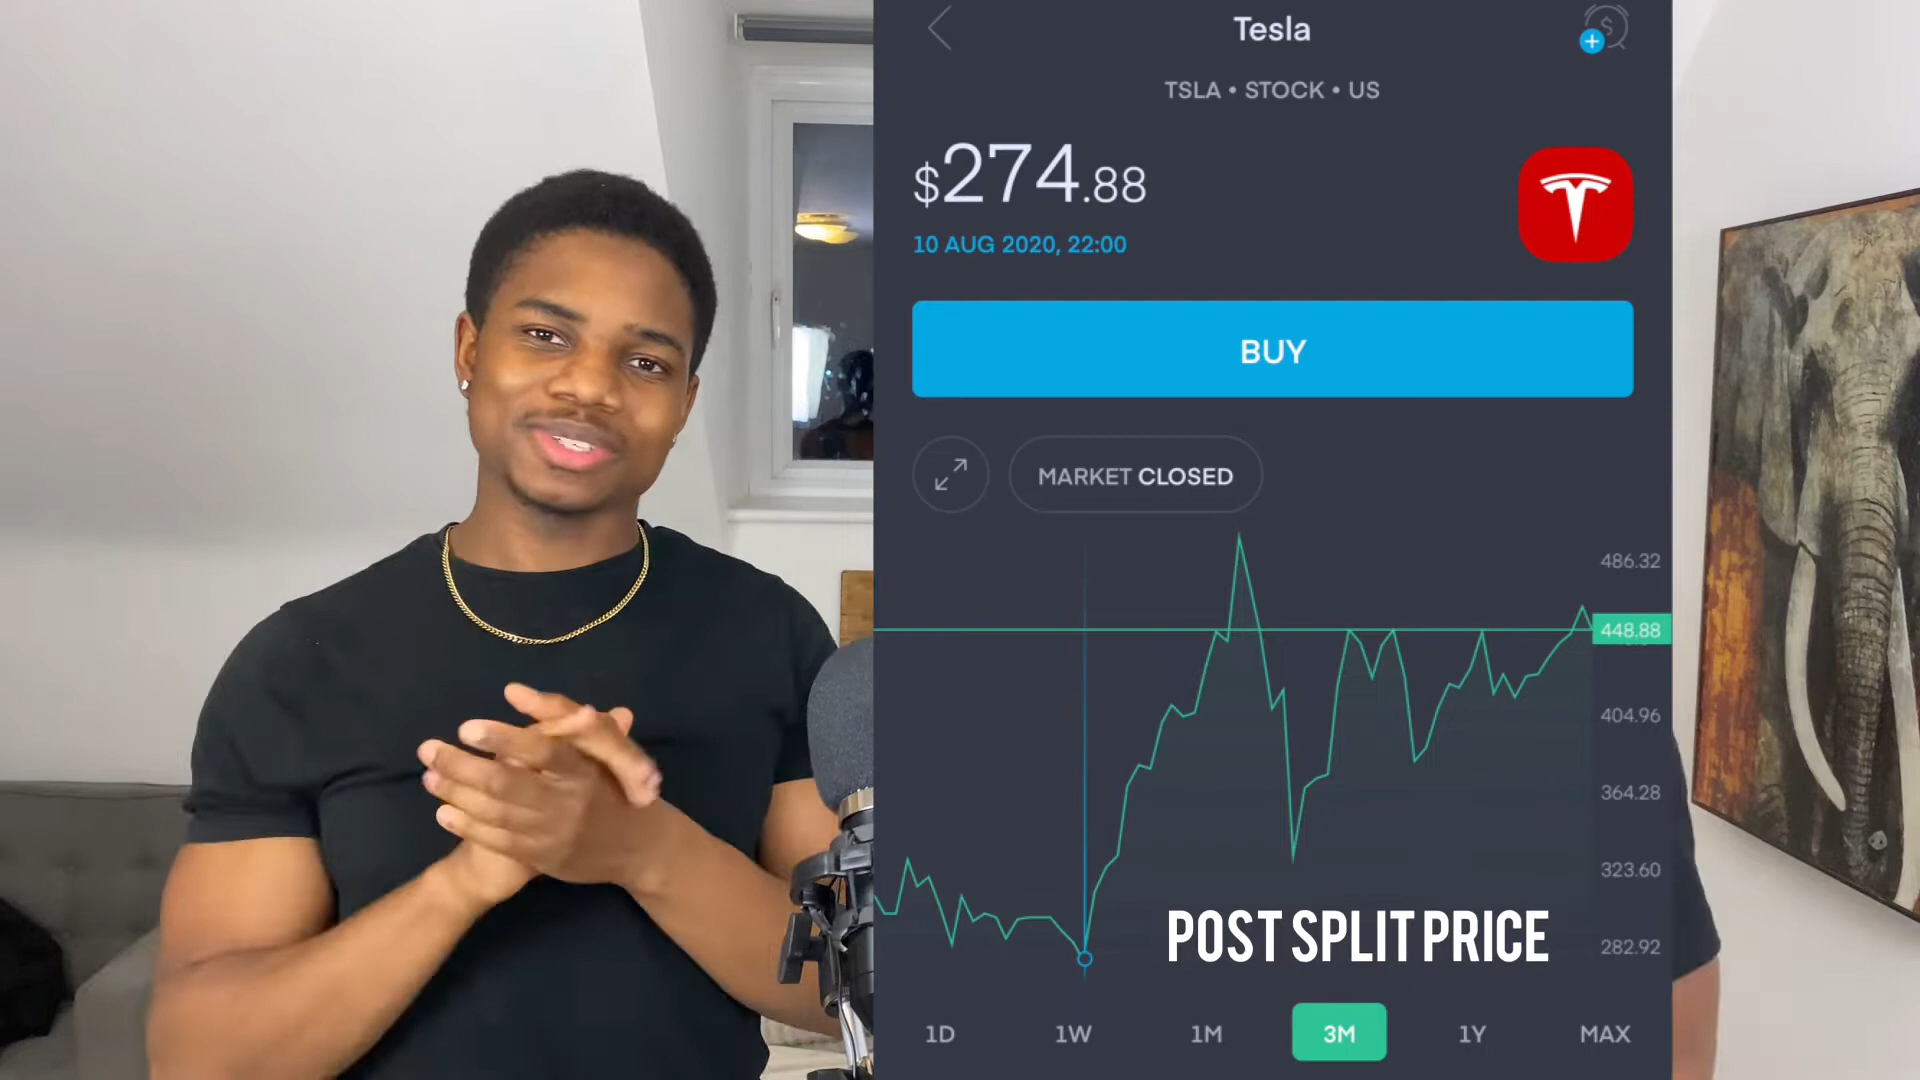 Tesla
TSLA • STOCK • US
$274.88
10 AUG 2020, 22:00
BUY
MARKET CLOSED
486.32
448.88
404.96
364.28
323.60
POST SPLIT PRICE
282.92
1D 1W 1M 3M 1Y MAX